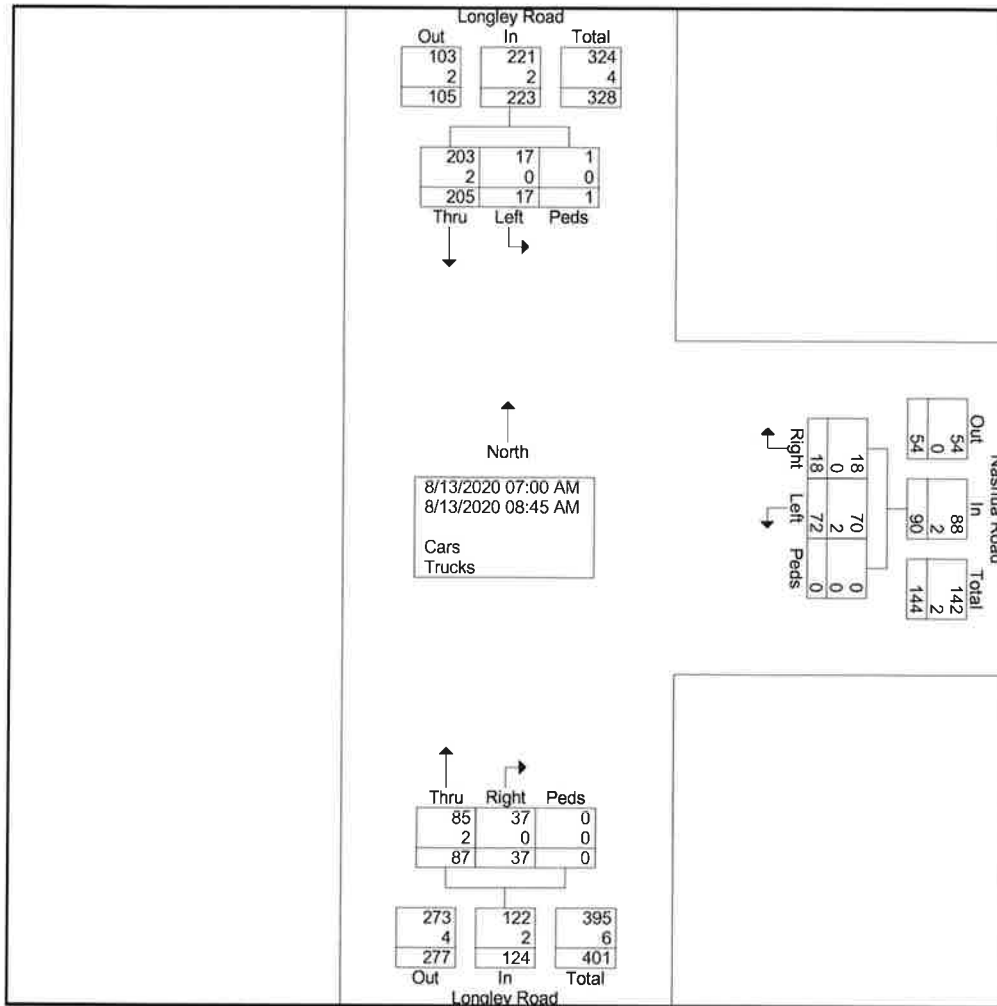 Longley Road
Out In Total
103 221 324
2 2 4
105 223 328
203 17 1
2 0 0
205 17 1
Thru Left Peds
North
8/13/2020 07:00 AM
8/13/2020 08:45 AM
Cars
Trucks
Nashua Road
Out In Total
54 88 142
0 2 2
54 90 144
18 70 0
0 2 0
18 72 0
Right Left Peds
Thru Right Peds
85 37 0
2 0 0
87 37 0
273 122 395
4 2 6
277 124 401
Out In Total
Longley Road